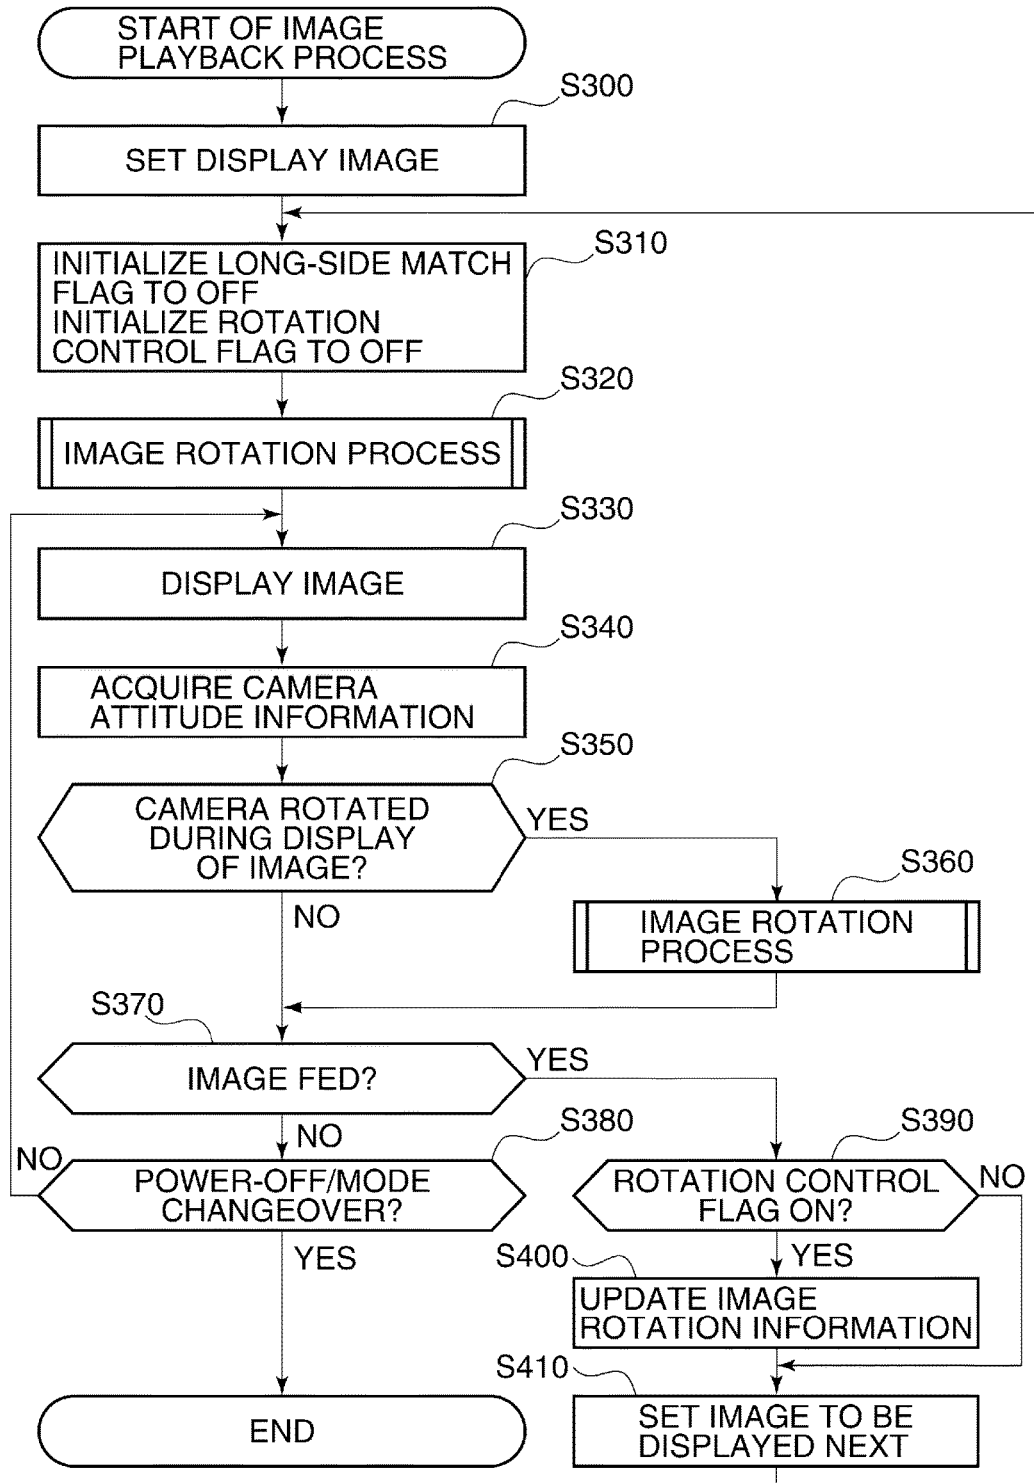 START OF IMAGE
PLAYBACK PROCESS
S300
SET DISPLAY IMAGE
S310
INITIALIZE LONG-SIDE MATCH
FLAG TO OFF
INITIALIZE ROTATION
CONTROL FLAG TO OFF
S320
IMAGE ROTATION PROCESS
S330
DISPLAY IMAGE
S340
ACQUIRE CAMERA
ATTITUDE INFORMATION
S350
CAMERA ROTATED
DURING DISPLAY
OF IMAGE?
YES
NO
S360
IMAGE ROTATION
PROCESS
S370
IMAGE FED?
YES
NO
S380
POWER-OFF/MODE
CHANGEOVER?
NO
YES
S390
ROTATION CONTROL
FLAG ON?
NO
YES
S400
UPDATE IMAGE
ROTATION INFORMATION
S410
SET IMAGE TO BE
DISPLAYED NEXT
END